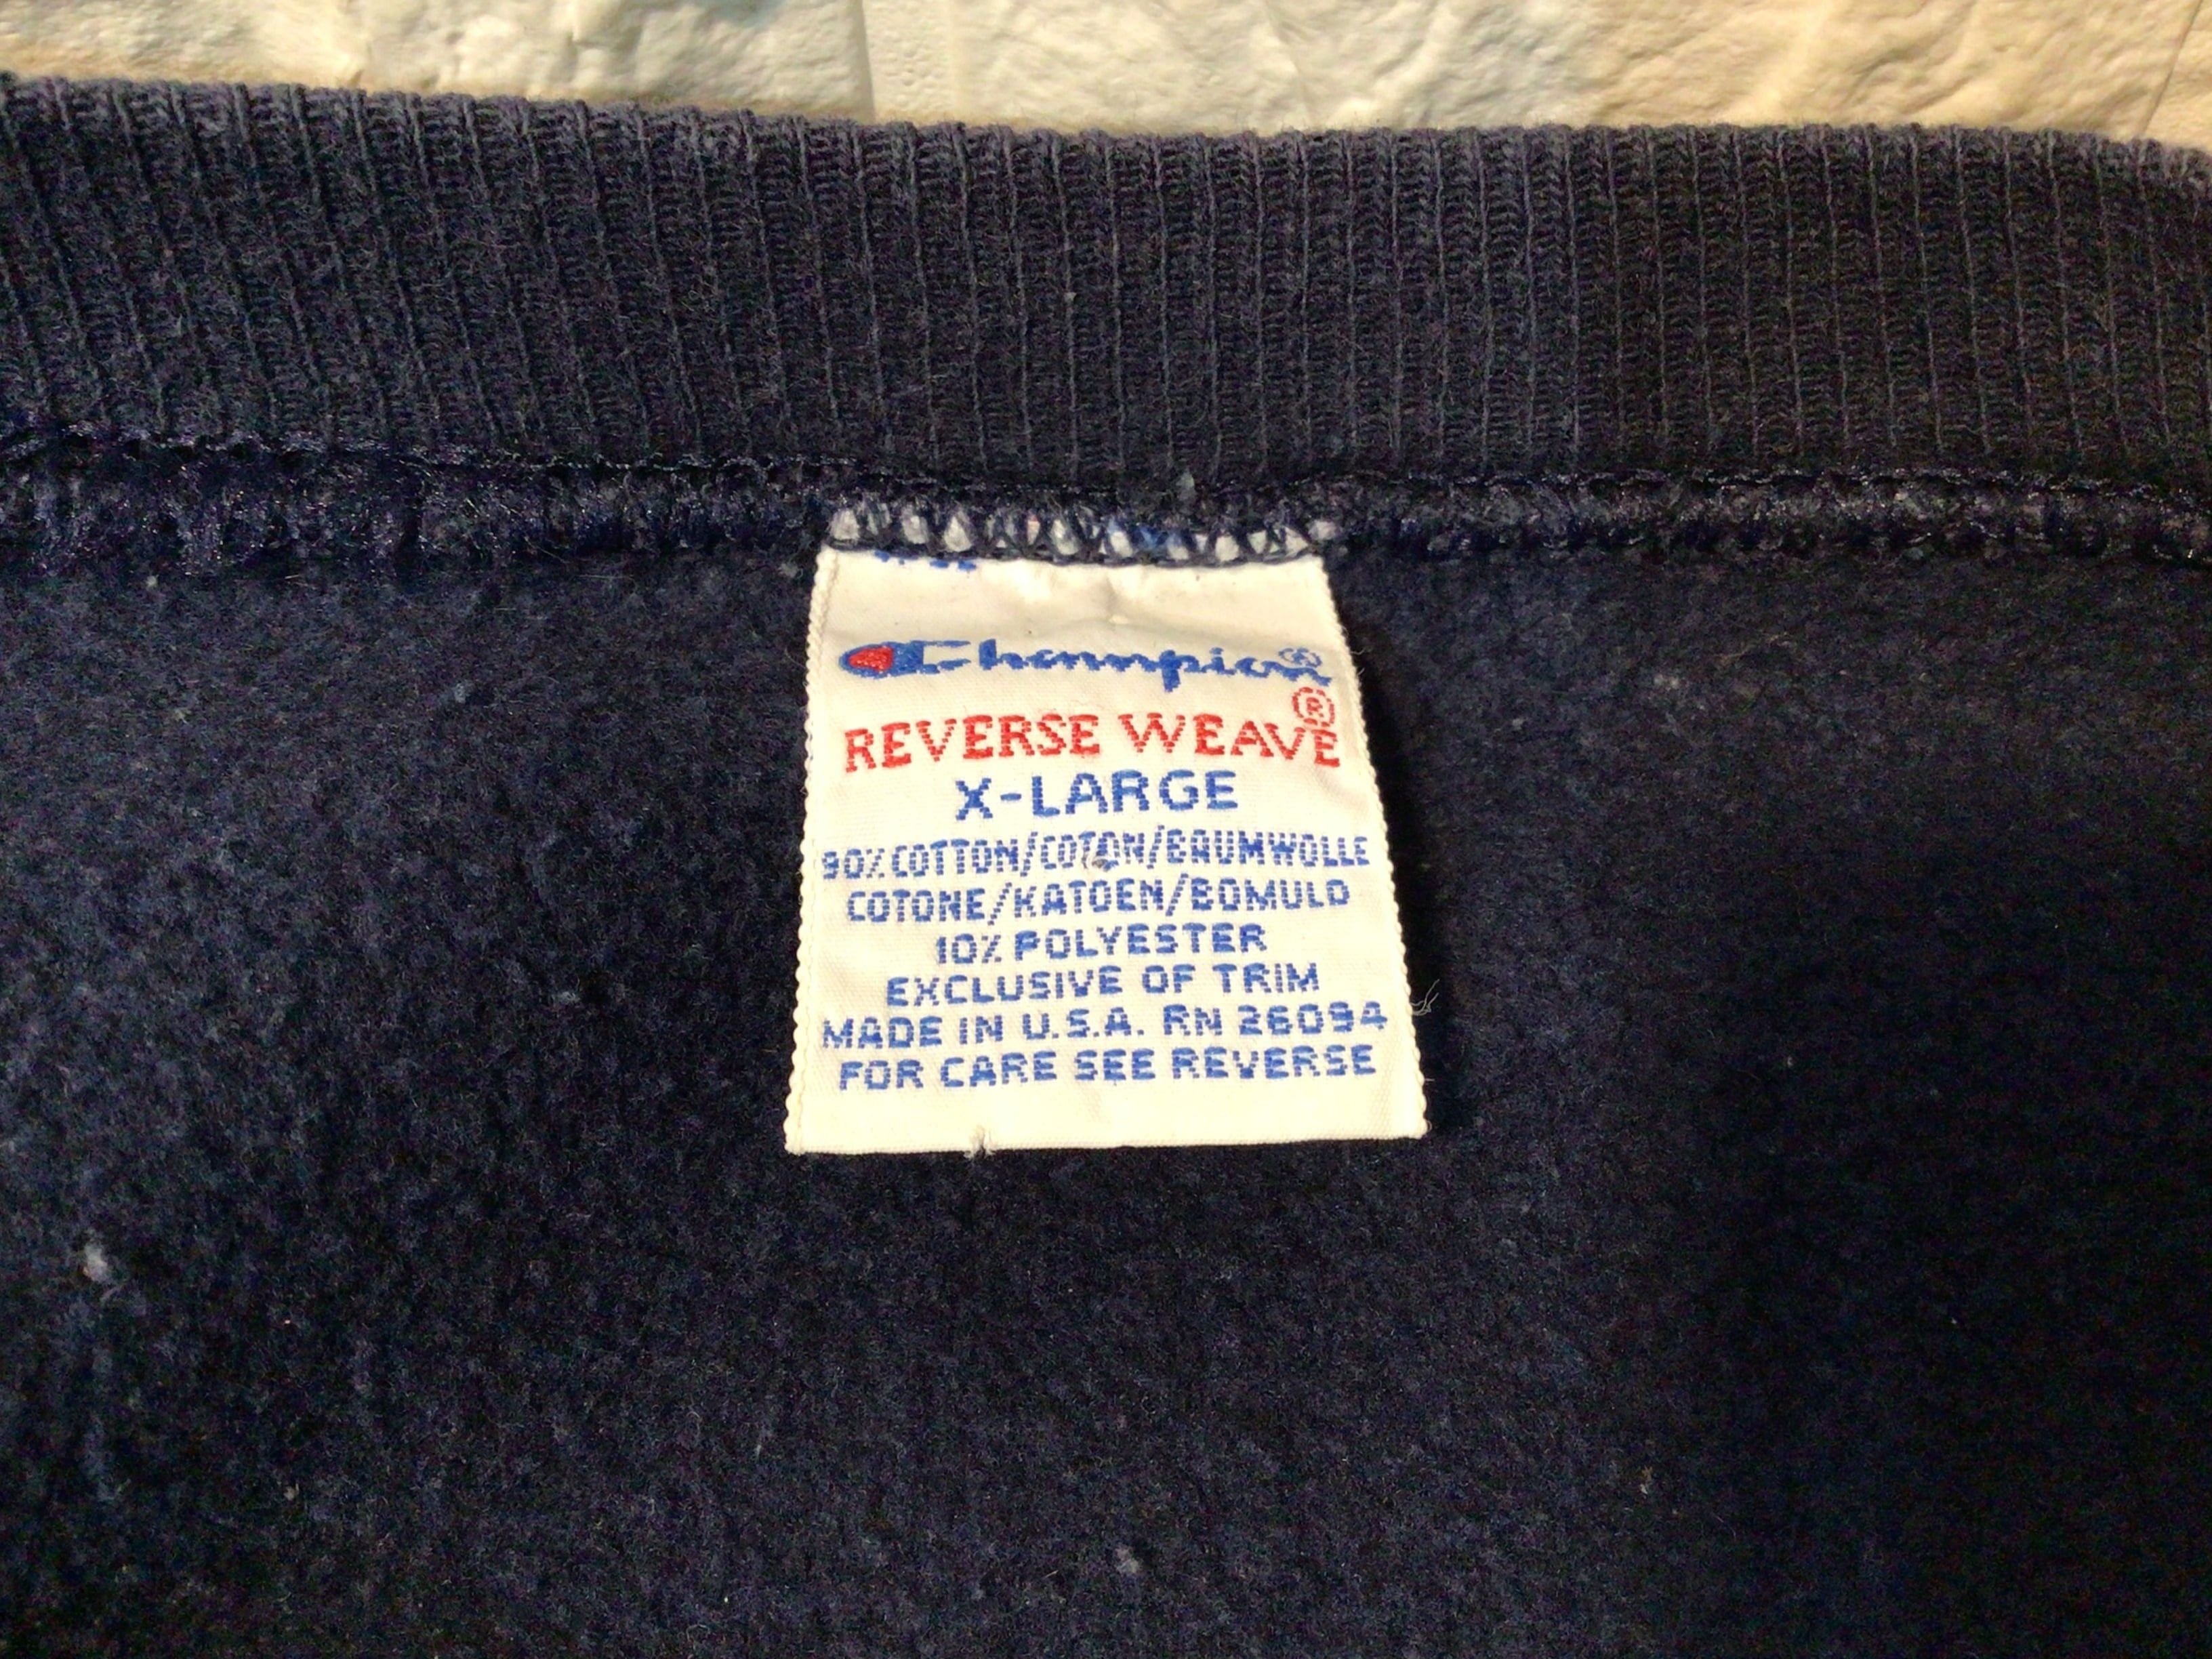 Champion®
REVERSE WEAVE®
X-LARGE
90% COTTON/COTON/BAUMWOLLE
COTONE/KATOEN/BOMULD
10% POLYESTER
EXCLUSIVE OF TRIM
MADE IN U.S.A. RN 26094
FOR CARE SEE REVERSE